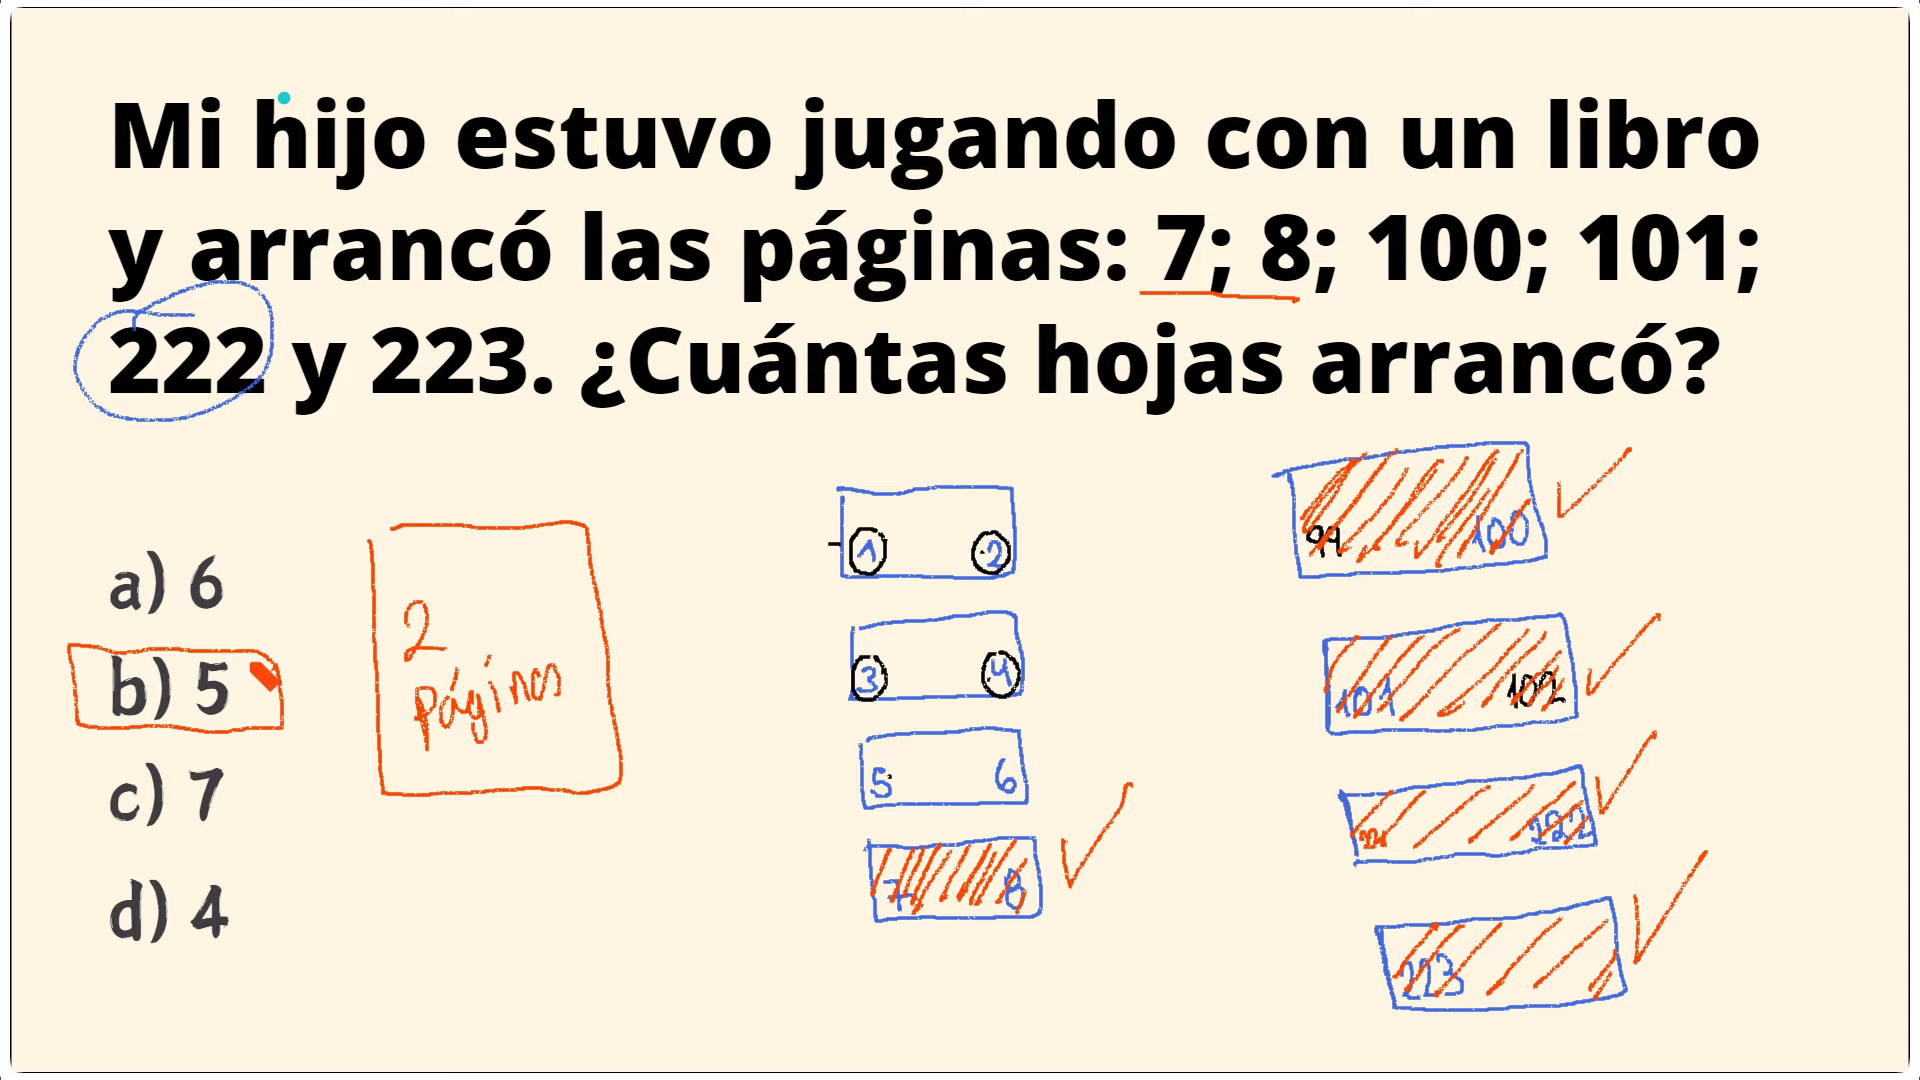 Mi hijo estuvo jugando con un libro
y arrancó las páginas: 7; 8; 100; 101;
222 y 223. ¿Cuántas hojas arrancó?
a) 6
b) 5
c) 7
d) 4
2
páginas
1 2
3 4
5 6
7 8
99 100
101 102
221 222
223